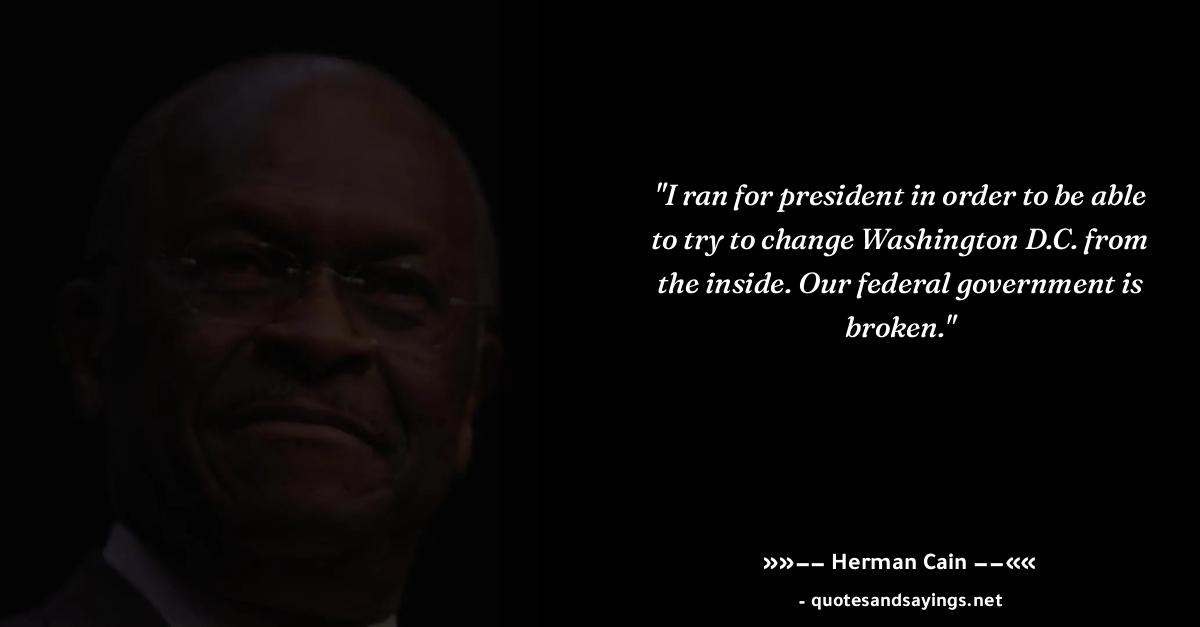 "I ran for president in order to be able
to try to change Washington D.C. from
the inside. Our federal government is
broken."
»»−− Herman Cain −−««
- quotesandsayings.net